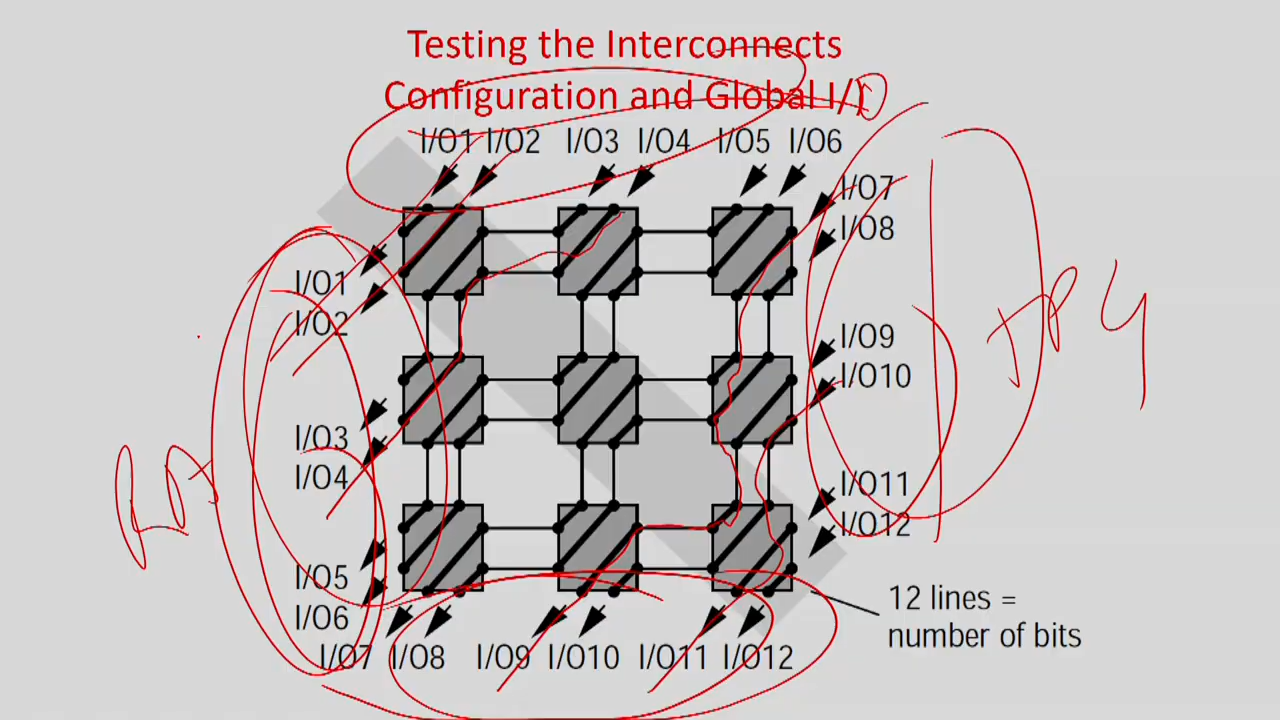 Testing the Interconnects
Configuration and Global I/O
I/O1 I/O2 I/O3 I/O4 I/O5 I/O6
I/O7
I/O8
I/O1
I/O2
I/O9
I/O10
I/O3
I/O4
I/O11
I/O12
I/O5
I/O6
I/O7 I/O8 I/O9 I/O10 I/O11 I/O12
12 lines =
number of bits